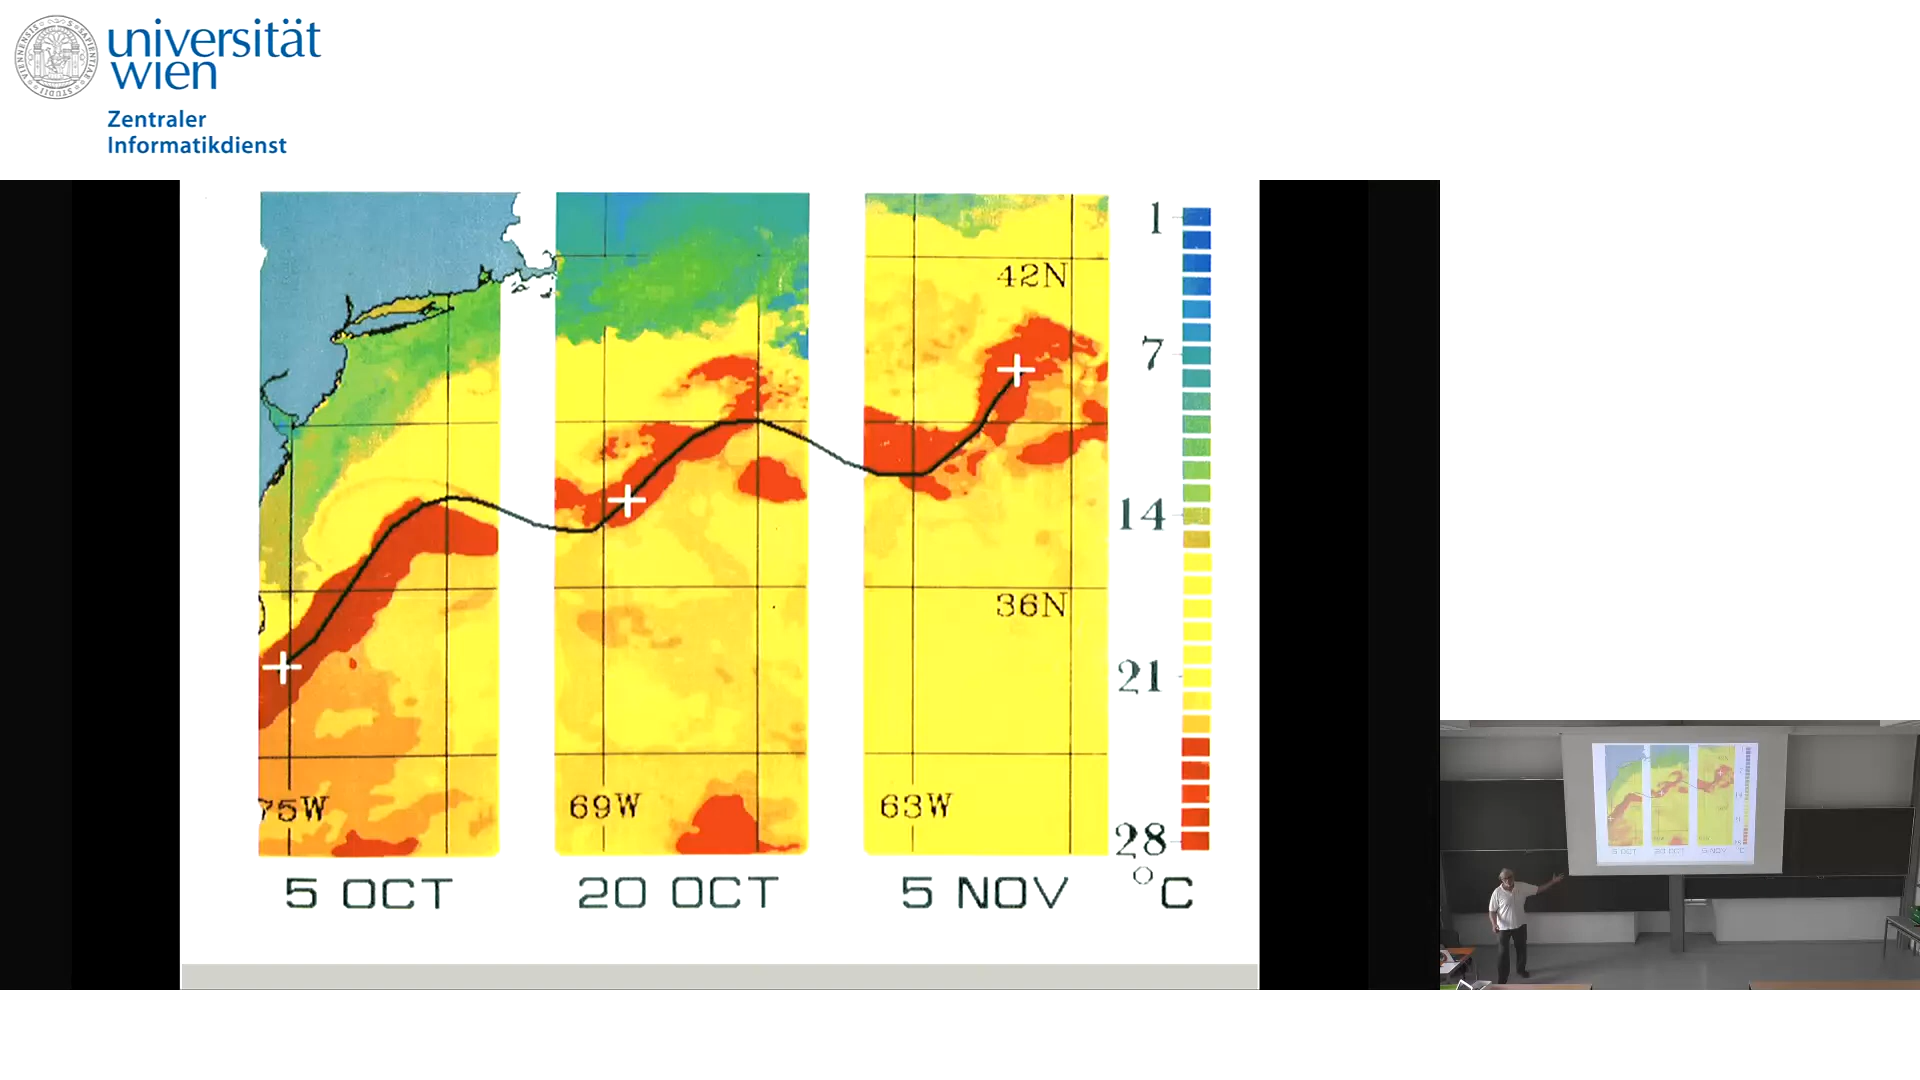 universität
wien
Zentraler
Informatikdienst
1
42N
7
14
36N
21
75W
69W
63W
28
°C
5 OCT
20 OCT
5 NOV